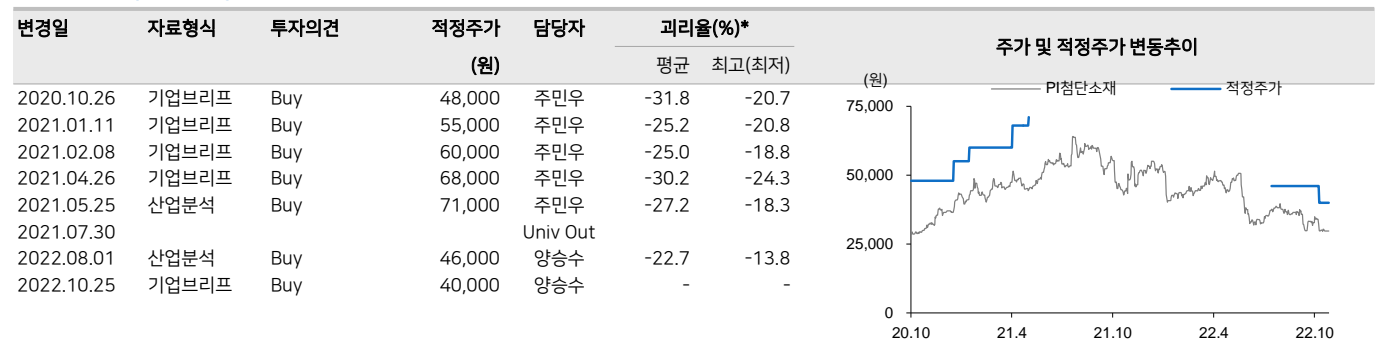 변경일 자료형식 투자의견 적정주가 담당자 괴리율(%)*
(원) 평균 최고(최저)
2020.10.26 기업브리프 Buy 48,000 주민우 -31.8 -20.7
2021.01.11 기업브리프 Buy 55,000 주민우 -25.2 -20.8
2021.02.08 기업브리프 Buy 60,000 주민우 -25.0 -18.8
2021.04.26 기업브리프 Buy 68,000 주민우 -30.2 -24.3
2021.05.25 산업분석 Buy 71,000 주민우 -27.2 -18.3
2021.07.30 Univ Out
2022.08.01 산업분석 Buy 46,000 양승수 -22.7 -13.8
2022.10.25 기업브리프 Buy 40,000 양승수 - -
주가 및 적정주가 변동추이
(원) PI첨단소재 적정주가
75,000
50,000
25,000
0
20.10 21.4 21.10 22.4 22.10